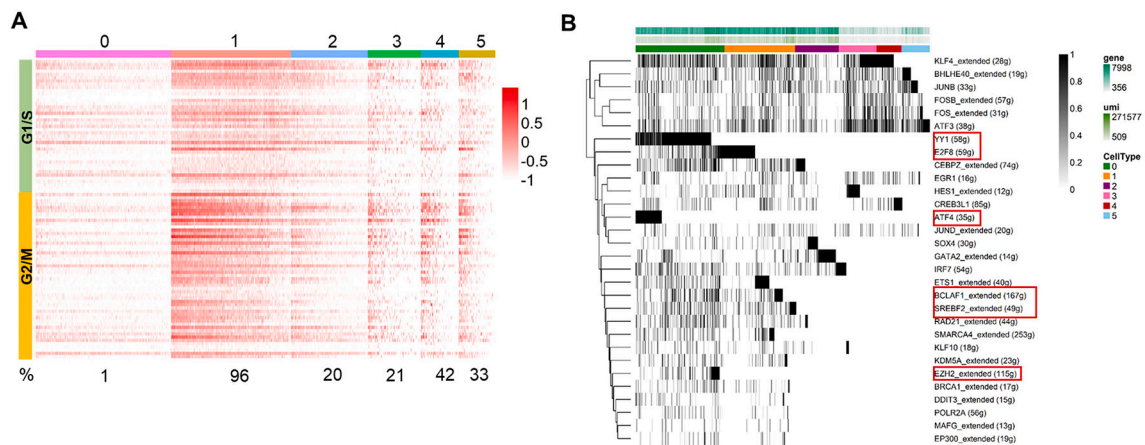 A
0 1 2 3 4 5
G1/S
G2/M
1
0.5
0
-0.5
-1
% 1 96 20 21 42 33
B
KLF4_extended (28g)
BHLHE40_extended (19g)
JUNB (33g)
FOSB_extended (57g)
FOS_extended (31g)
ATF3 (38g)
YY1 (58g)
E2F8 (59g)
CEBPZ_extended (74g)
EGR1 (16g)
HES1_extended (12g)
CREB3L1 (85g)
ATF4 (35g)
JUND_extended (20g)
SOX4 (30g)
GATA2_extended (14g)
IRF7 (54g)
ETS1_extended (40g)
BCLAF1_extended (167g)
SREBF2_extended (49g)
RAD21_extended (44g)
SMARCA4_extended (253g)
KLF10 (18g)
KDM5A_extended (23g)
EZH2_extended (115g)
BRCA1_extended (17g)
DDIT3_extended (15g)
POLR2A (56g)
MAFG_extended (13g)
EP300_extended (19g)
1
0.8
0.6
0.4
0.2
0
gene
7998
356
umi
271577
509
CellType
0
1
2
3
4
5